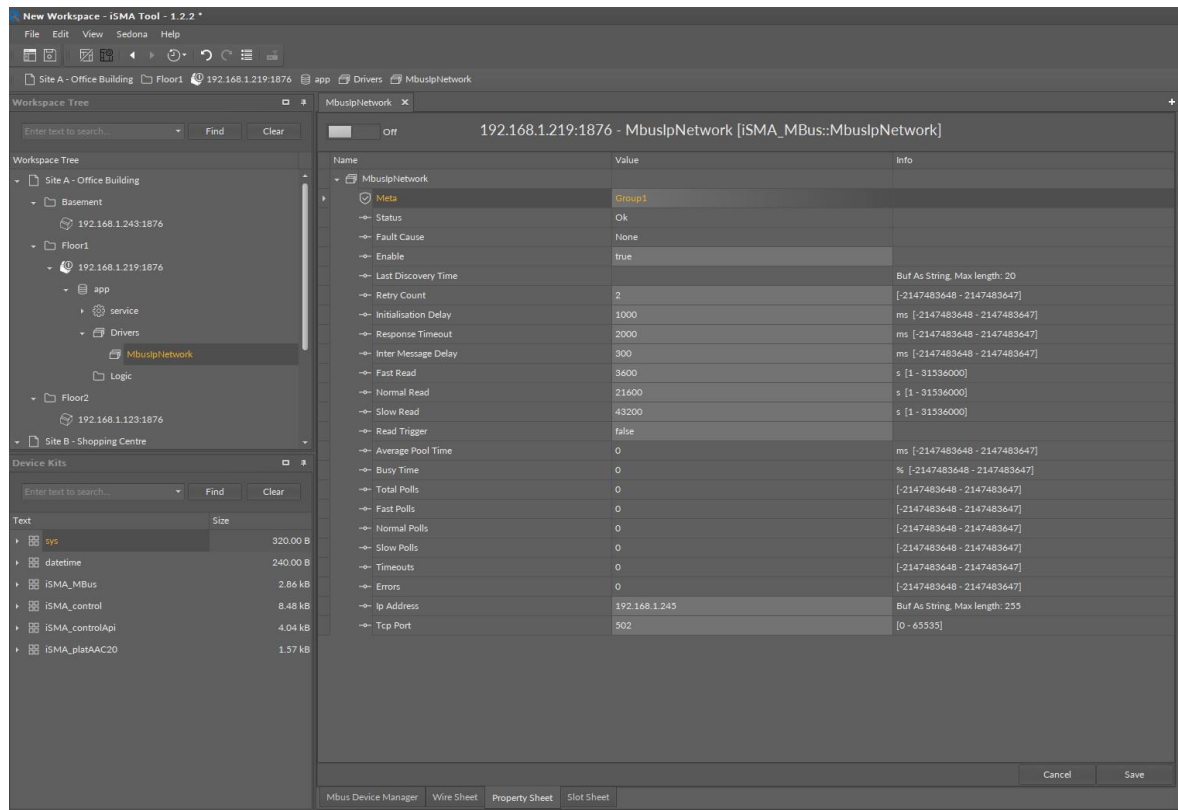 New Workspace - iSMA Tool - 1.2.2 *
File Edit View Sedona Help
Site A - Office Building Floor1 192.168.1.219:1876 app Drivers MbusIpNetwork
Workspace Tree
Enter text to search... Find Clear
Workspace Tree
Site A - Office Building
Basement
192.168.1.243:1876
Floor1
192.168.1.219:1876
app
service
Drivers
MbusIpNetwork
Logic
Floor2
192.168.1.123:1876
Site B - Shopping Centre
Device Kits
Enter text to search... Find Clear
Text Size
sys 320.00 B
datetime 240.00 B
iSMA_MBus 2.86 kB
iSMA_control 8.48 kB
iSMA_controlApi 4.04 kB
iSMA_platAAC20 1.57 kB
MbusIpNetwork
Off 192.168.1.219:1876 - MbusIpNetwork [iSMA_MBus::MbusIpNetwork]
Name Value Info
MbusIpNetwork
Meta Group1
Status Ok
Fault Cause None
Enable true
Last Discovery Time Buf As String, Max length: 20
Retry Count 2 [-2147483648 - 2147483647]
Initialisation Delay 1000 ms [-2147483648 - 2147483647]
Response Timeout 2000 ms [-2147483648 - 2147483647]
Inter Message Delay 300 ms [-2147483648 - 2147483647]
Fast Read 3600 s [1 - 31536000]
Normal Read 21600 s [1 - 31536000]
Slow Read 43200 s [1 - 31536000]
Read Trigger false
Average Pool Time 0 ms [-2147483648 - 2147483647]
Busy Time 0 % [-2147483648 - 2147483647]
Total Polls 0 [-2147483648 - 2147483647]
Fast Polls 0 [-2147483648 - 2147483647]
Normal Polls 0 [-2147483648 - 2147483647]
Slow Polls 0 [-2147483648 - 2147483647]
Timeouts 0 [-2147483648 - 2147483647]
Errors 0 [-2147483648 - 2147483647]
Ip Address 192.168.1.245 Buf As String, Max length: 255
Tcp Port 502 [0 - 65535]
Cancel Save
Mbus Device Manager Wire Sheet Property Sheet Slot Sheet